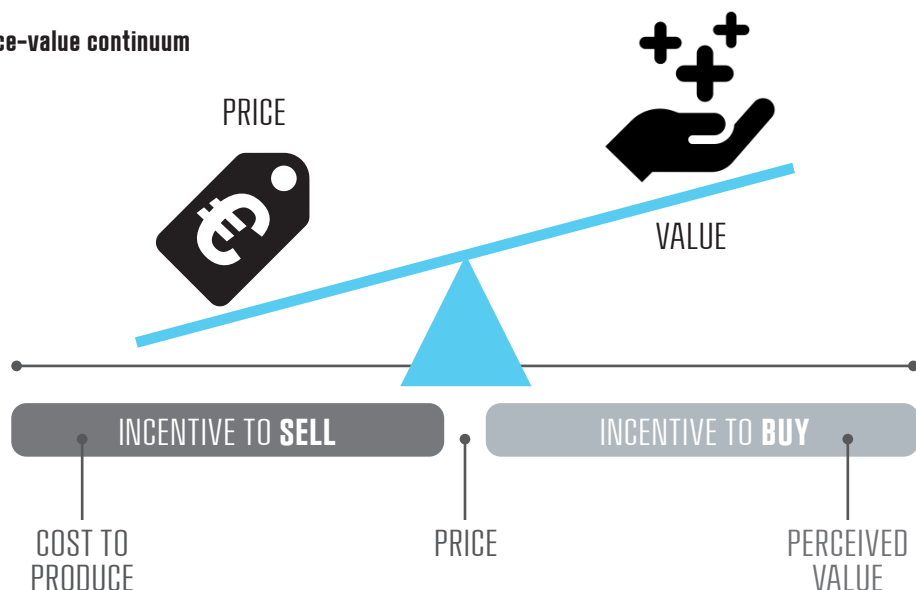 ce-value continuum
PRICE
€
VALUE
INCENTIVE TO SELL
INCENTIVE TO BUY
COST TO
PRODUCE
PRICE
PERCEIVED
VALUE